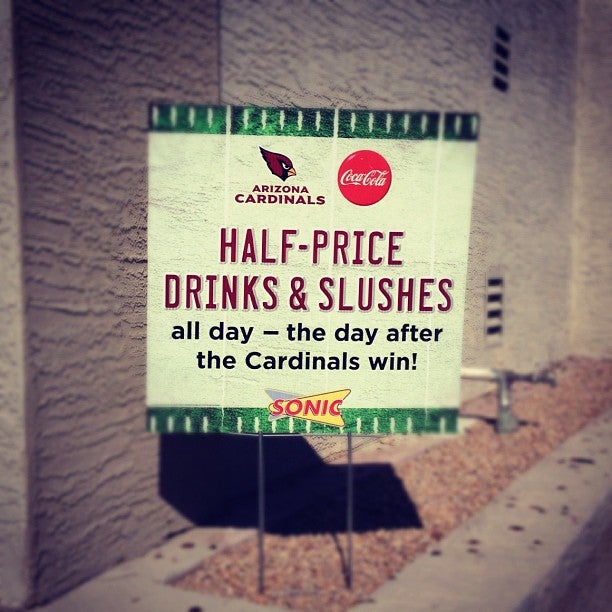 ARIZONA
CARDINALS
Coca-Cola
HALF-PRICE
DRINKS & SLUSHES
all day – the day after
the Cardinals win!
SONIC